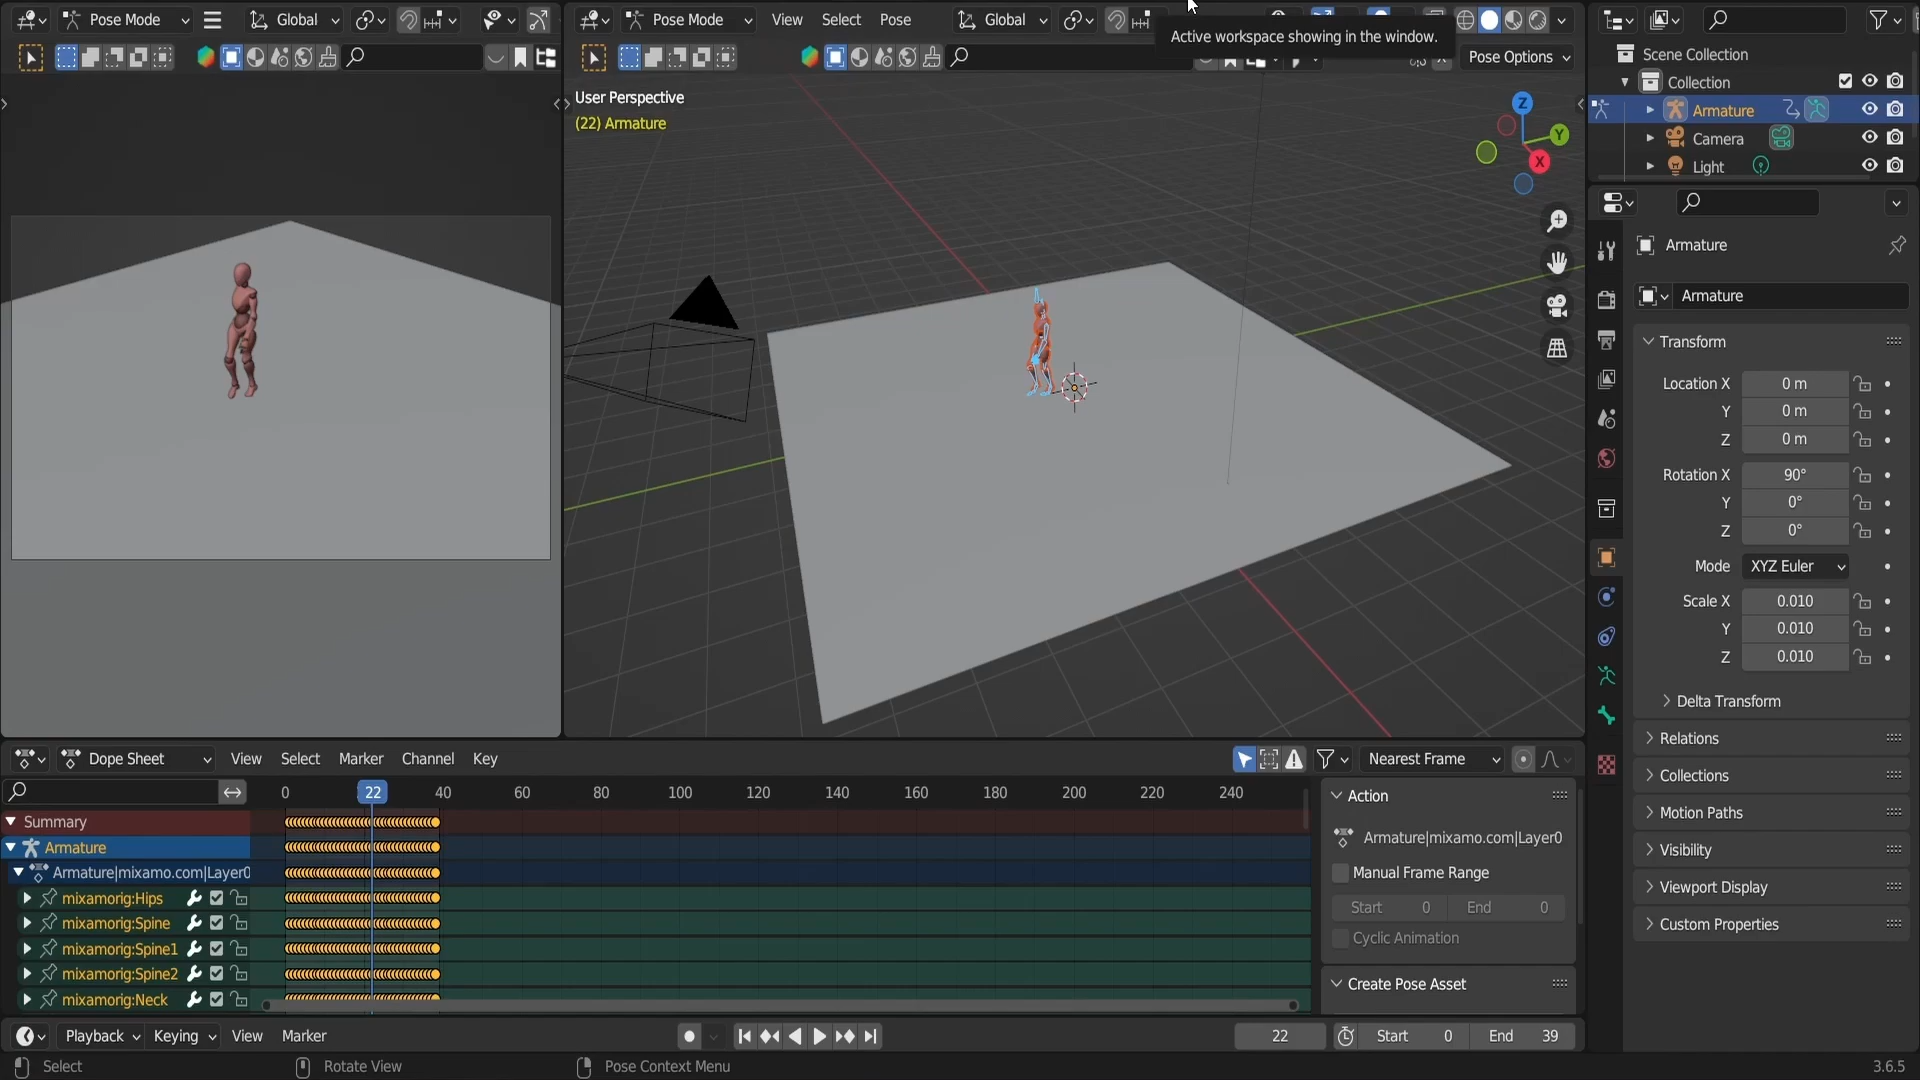 Pose Mode
Global
Pose Mode
View
Select
Pose
Global
Active workspace showing in the window.
Pose Options
User Perspective
(22) Armature
Z
Y
X
Scene Collection
Collection
Armature
Camera
Light
Armature
Armature
Transform
Location X
0 m
Y
0 m
Z
0 m
Rotation X
90°
Y
0°
Z
0°
Mode
XYZ Euler
Scale X
0.010
Y
0.010
Z
0.010
Delta Transform
Relations
Collections
Motion Paths
Visibility
Viewport Display
Custom Properties
Dope Sheet
View
Select
Marker
Channel
Key
Nearest Frame
0
22
40
60
80
100
120
140
160
180
200
220
240
Summary
Armature
Armature|mixamo.com|Layer0
mixamorig:Hips
mixamorig:Spine
mixamorig:Spine1
mixamorig:Spine2
mixamorig:Neck
Action
Armature|mixamo.com|Layer0
Manual Frame Range
Start
0
End
0
Cyclic Animation
Create Pose Asset
Playback
Keying
View
Marker
22
Start
0
End
39
Select
Rotate View
Pose Context Menu
3.6.5